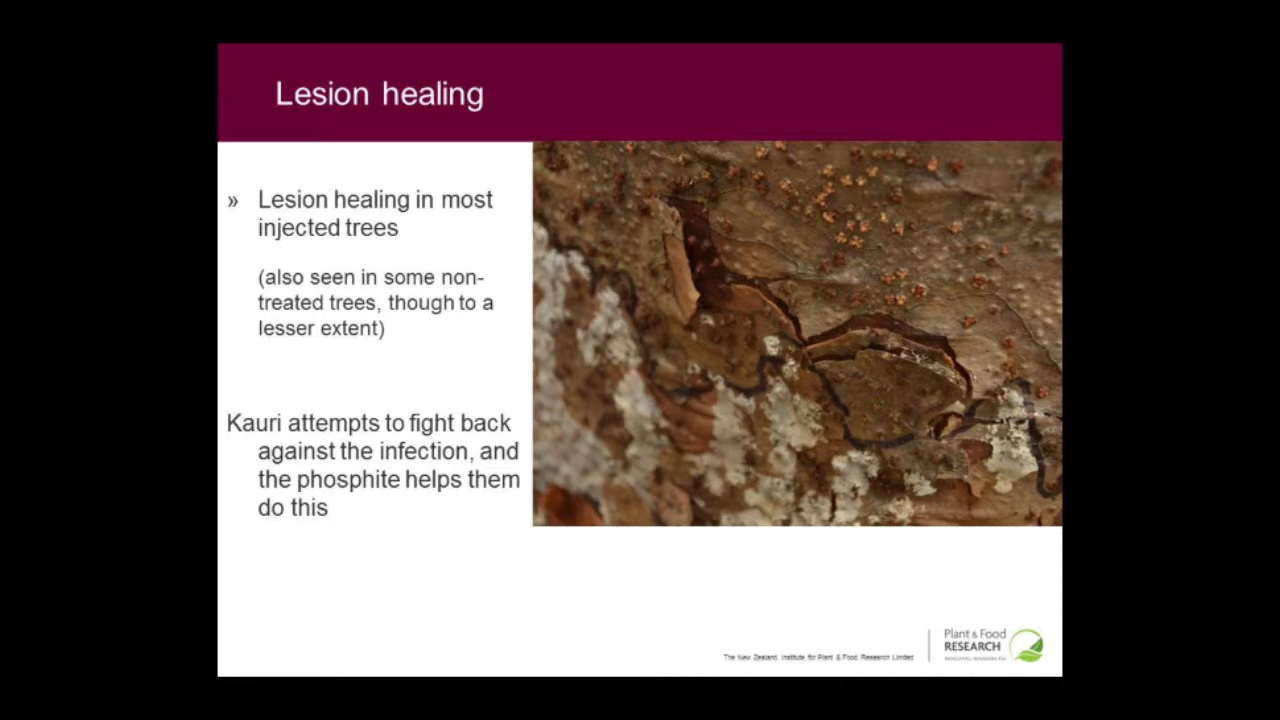 Lesion healing
» Lesion healing in most
injected trees
(also seen in some non-
treated trees, though to a
lesser extent)
Kauri attempts to fight back
against the infection, and
the phosphite helps them
do this
The New Zealand Institute for Plant & Food Research Limited
Plant & Food
RESEARCH